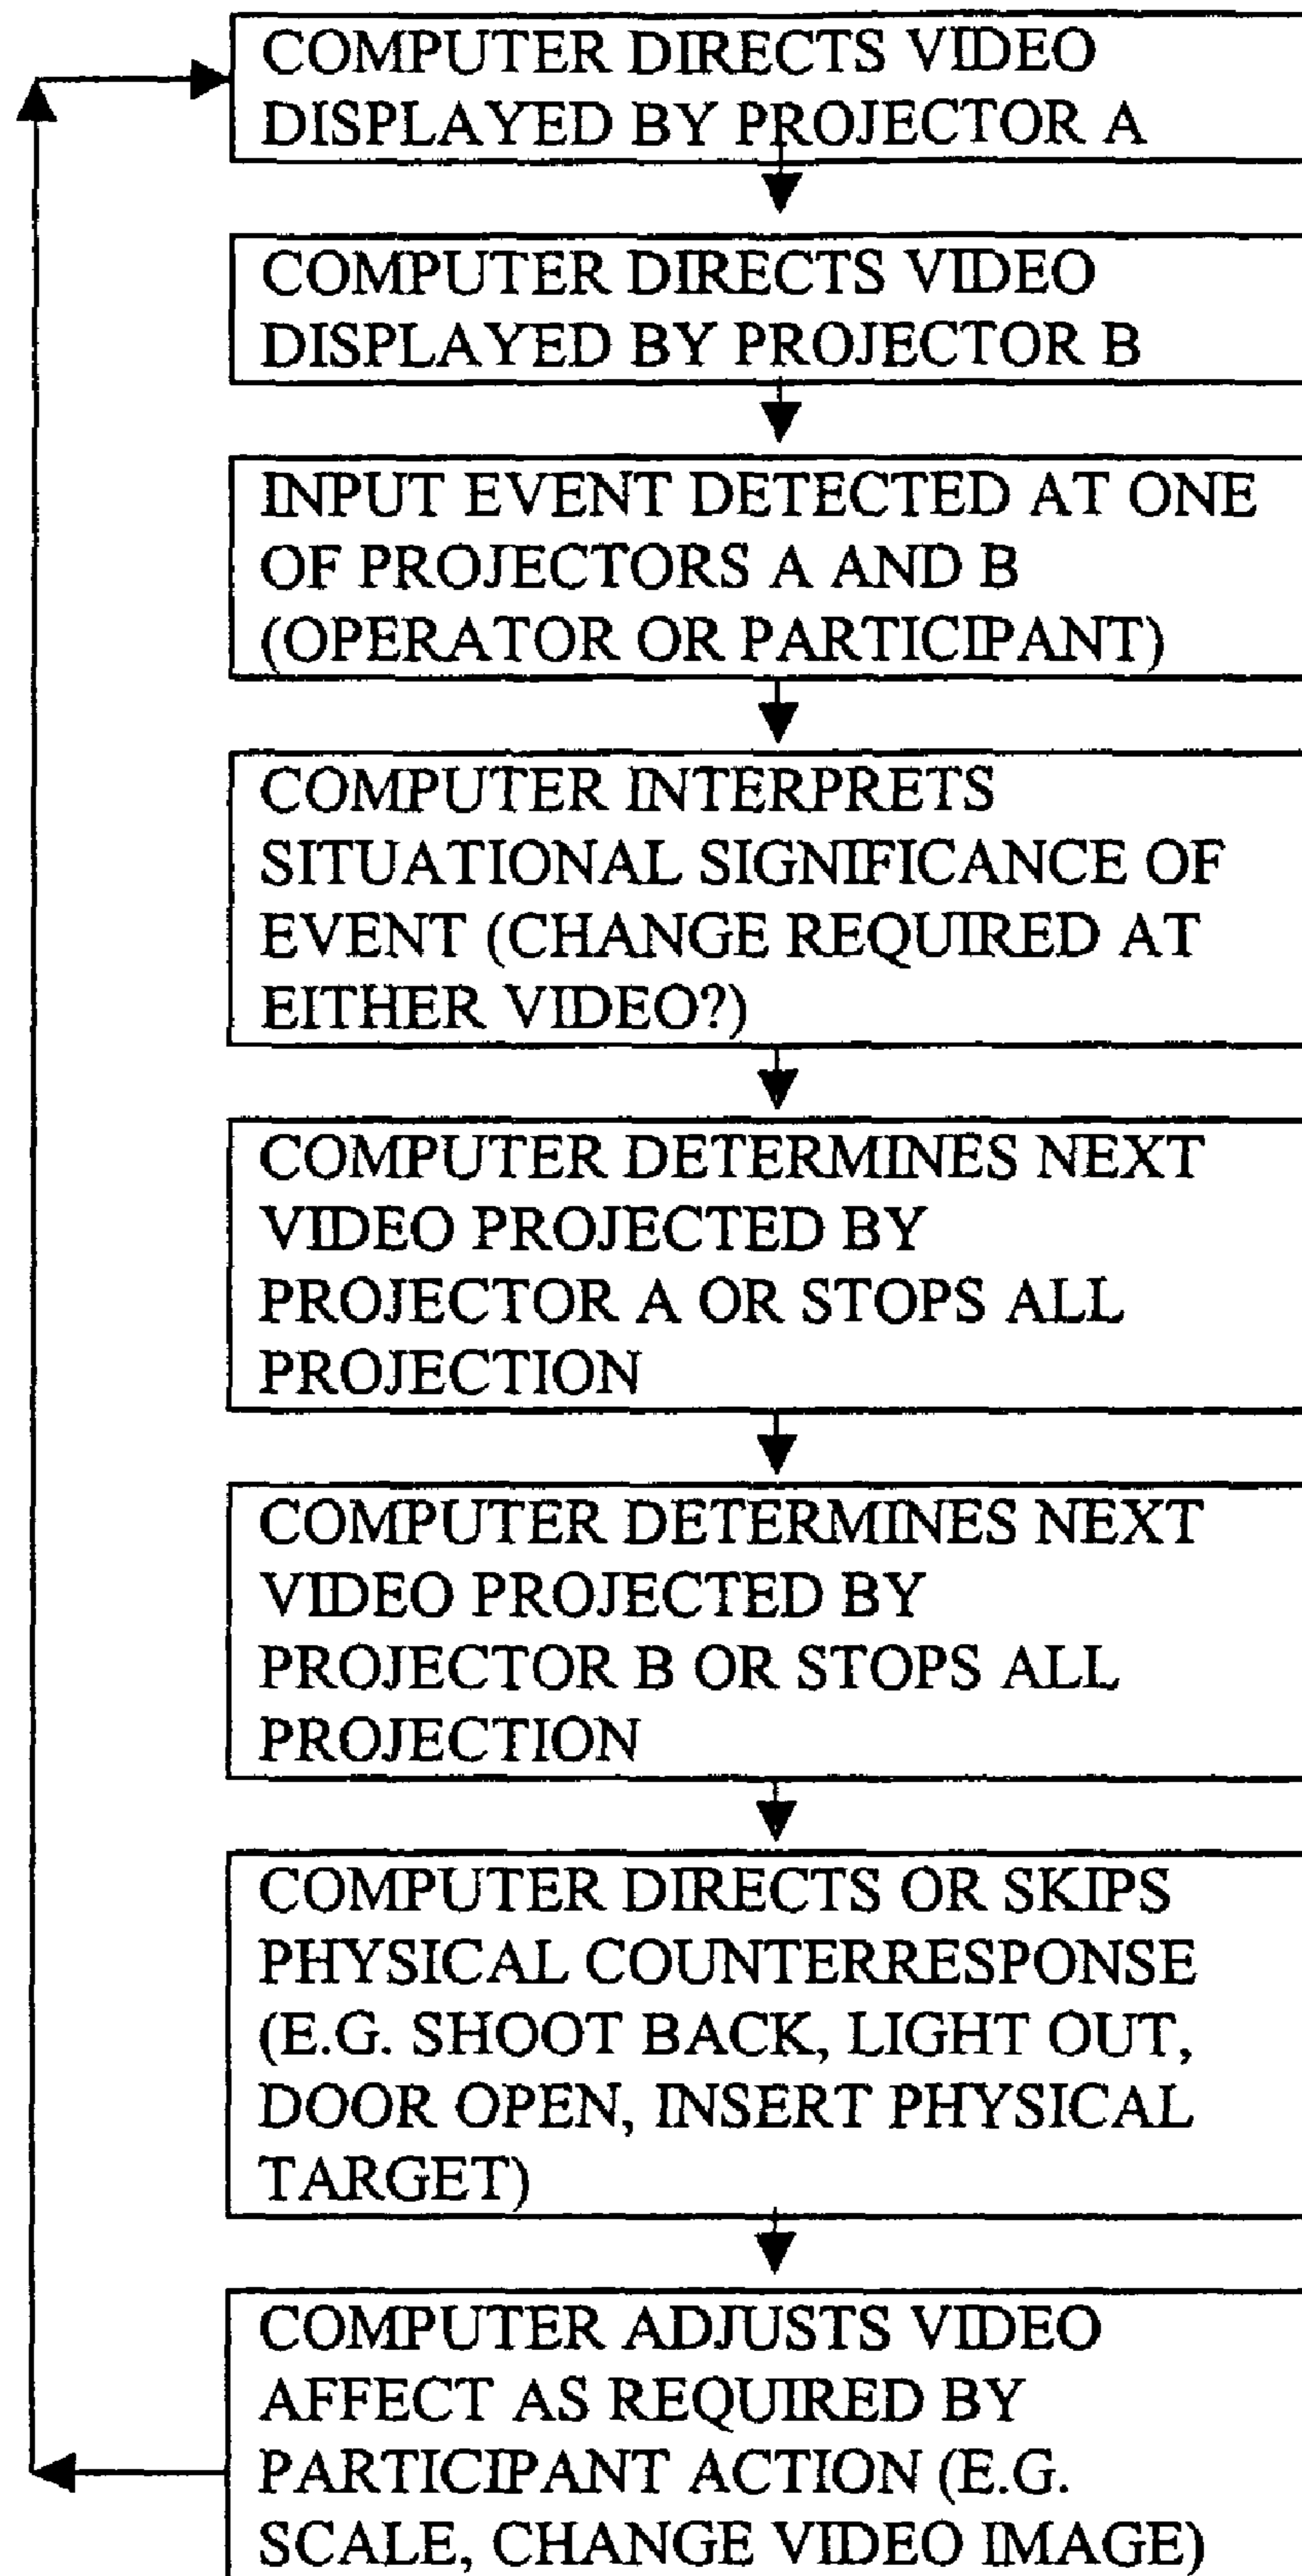 COMPUTER DIRECTS VIDEO
DISPLAYED BY PROJECTOR A
COMPUTER DIRECTS VIDEO
DISPLAYED BY PROJECTOR B
INPUT EVENT DETECTED AT ONE
OF PROJECTORS A AND B
(OPERATOR OR PARTICIPANT)
COMPUTER INTERPRETS
SITUATIONAL SIGNIFICANCE OF
EVENT (CHANGE REQUIRED AT
EITHER VIDEO?)
COMPUTER DETERMINES NEXT
VIDEO PROJECTED BY
PROJECTOR A OR STOPS ALL
PROJECTION
COMPUTER DETERMINES NEXT
VIDEO PROJECTED BY
PROJECTOR B OR STOPS ALL
PROJECTION
COMPUTER DIRECTS OR SKIPS
PHYSICAL COUNTERRESPONSE
(E.G. SHOOT BACK, LIGHT OUT,
DOOR OPEN, INSERT PHYSICAL
TARGET)
COMPUTER ADJUSTS VIDEO
AFFECT AS REQUIRED BY
PARTICIPANT ACTION (E.G.
SCALE, CHANGE VIDEO IMAGE)